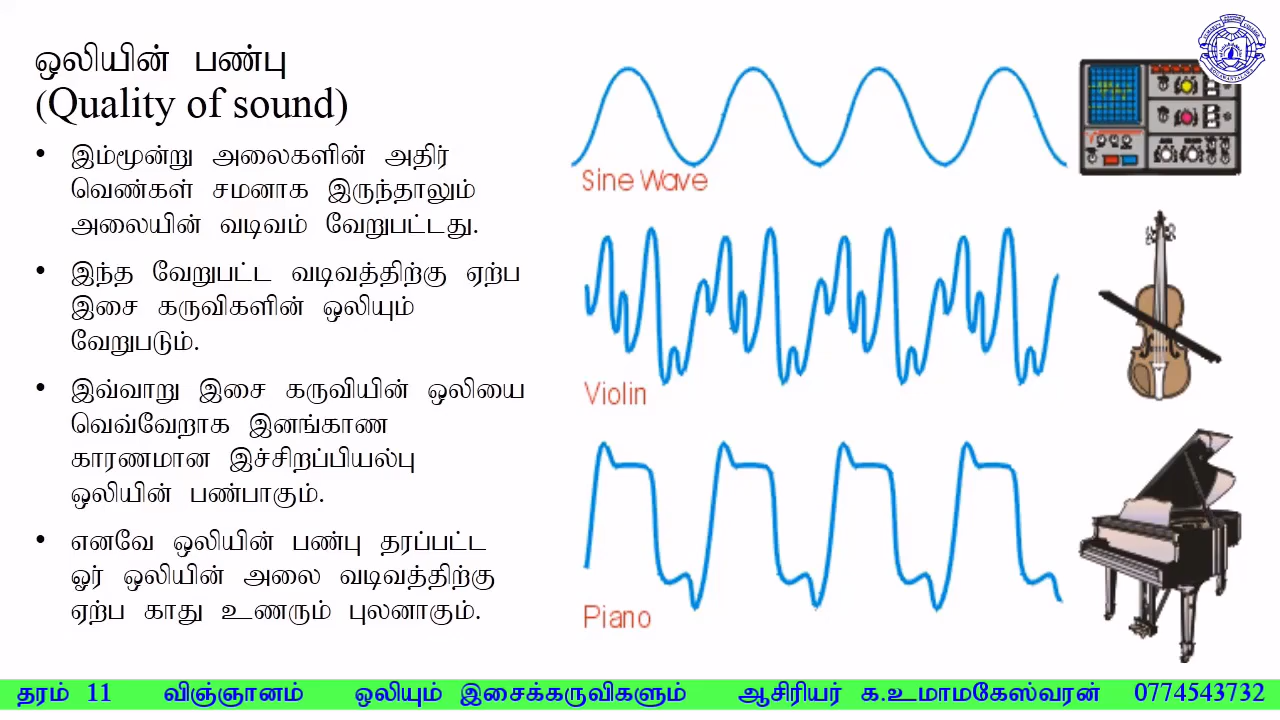 ஒலியின் பண்பு
(Quality of sound)
• இம்மூன்று அலைகளின் அதிர்
வெண்கள் சமனாக இருந்தாலும்
அலையின் வடிவம் வேறுபட்டது.
• இந்த வேறுபட்ட வடிவத்திற்கு ஏற்ப
இசை கருவிகளின் ஒலியும்
வேறுபடும்.
• இவ்வாறு இசை கருவியின் ஒலியை
வெவ்வேறாக இனங்காண
காரணமான இச்சிறப்பியல்பு
ஒலியின் பண்பாகும்.
• எனவே ஒலியின் பண்பு தரப்பட்ட
ஓர் ஒலியின் அலை வடிவத்திற்கு
ஏற்ப காது உணரும் புலனாகும்.
Sine Wave
Violin
Piano
தரம் 11 விஞ்ஞானம் ஒலியும் இசைக்கருவிகளும் ஆசிரியர் க.உமாமகேஸ்வரன் 0774543732